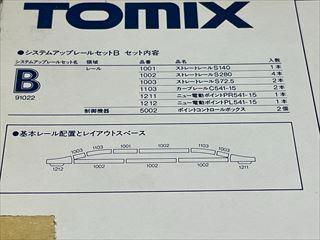 TOMIX
●システムアップレールセットB セット内容
システムアップレールセット名 領域 品番 品名 入数
B レール 1001 ストレートレールS140 1本
1002 ストレートレールS280 4本
1003 ストレートレールS72.5 2本
91022 1103 カーブレールC541-15 2本
1211 ニュー電動ポイントPR541-15 1本
1212 ニュー電動ポイントPL541-15 1本
制御機器 5002 ポイントコントロールボックス 2個
●基本レール配置とレイアウトスペース
1103 1002 1001 1002 1103
1003 1003
1212 1002 1002 1211